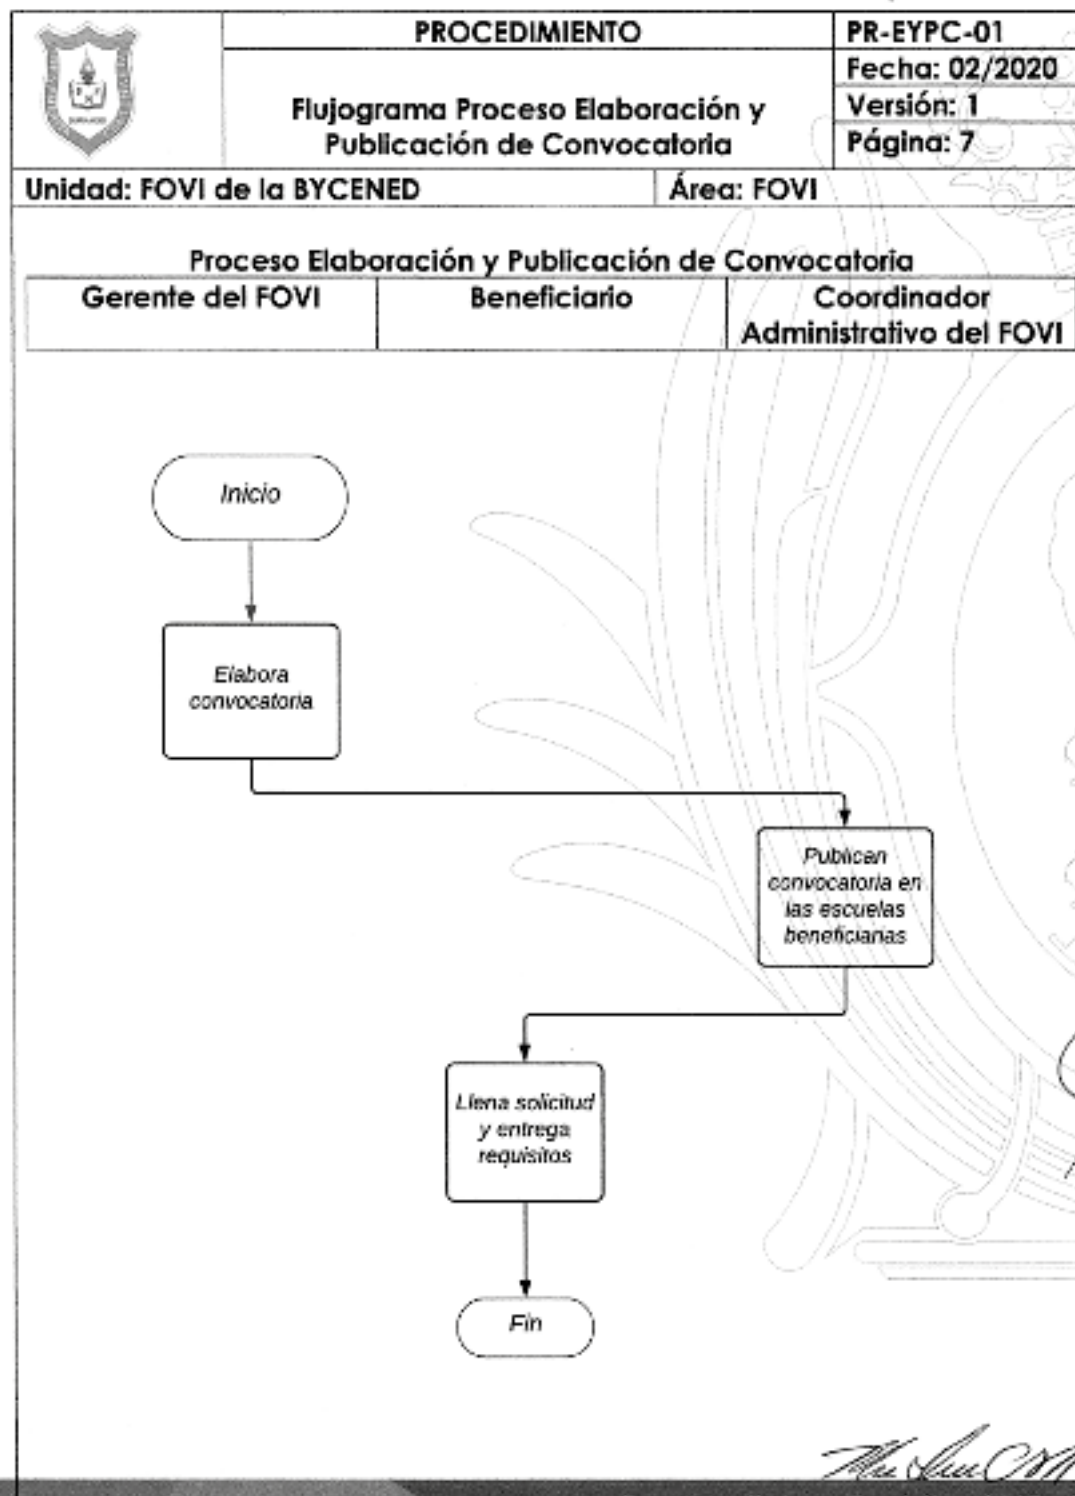 PROCEDIMIENTO
PR-EYPC-01
Fecha: 02/2020
Flujograma Proceso Elaboración y
Publicación de Convocatoria
Versión: 1
Página: 7
Unidad: FOVI de la BYCENED
Área: FOVI
Proceso Elaboración y Publicación de Convocatoria
Gerente del FOVI
Beneficiario
Coordinador
Administrativo del FOVI
Inicio
Elabora
convocatoria
Publican
convocatoria en
las escuelas
beneficiarias
Llena solicitud
y entrega
requisitos
Fin